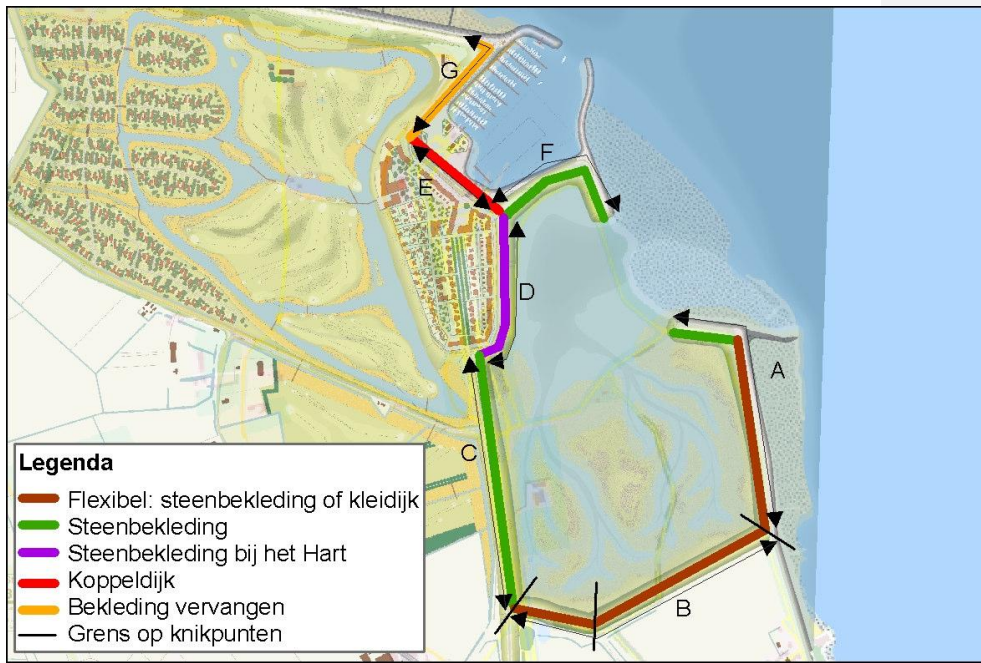 G
F
E
D
A
C
B
Legenda
Flexibel: steenbekleding of kleidijk
Steenbekleding
Steenbekleding bij het Hart
Koppeldijk
Bekleding vervangen
Grens op knikpunten